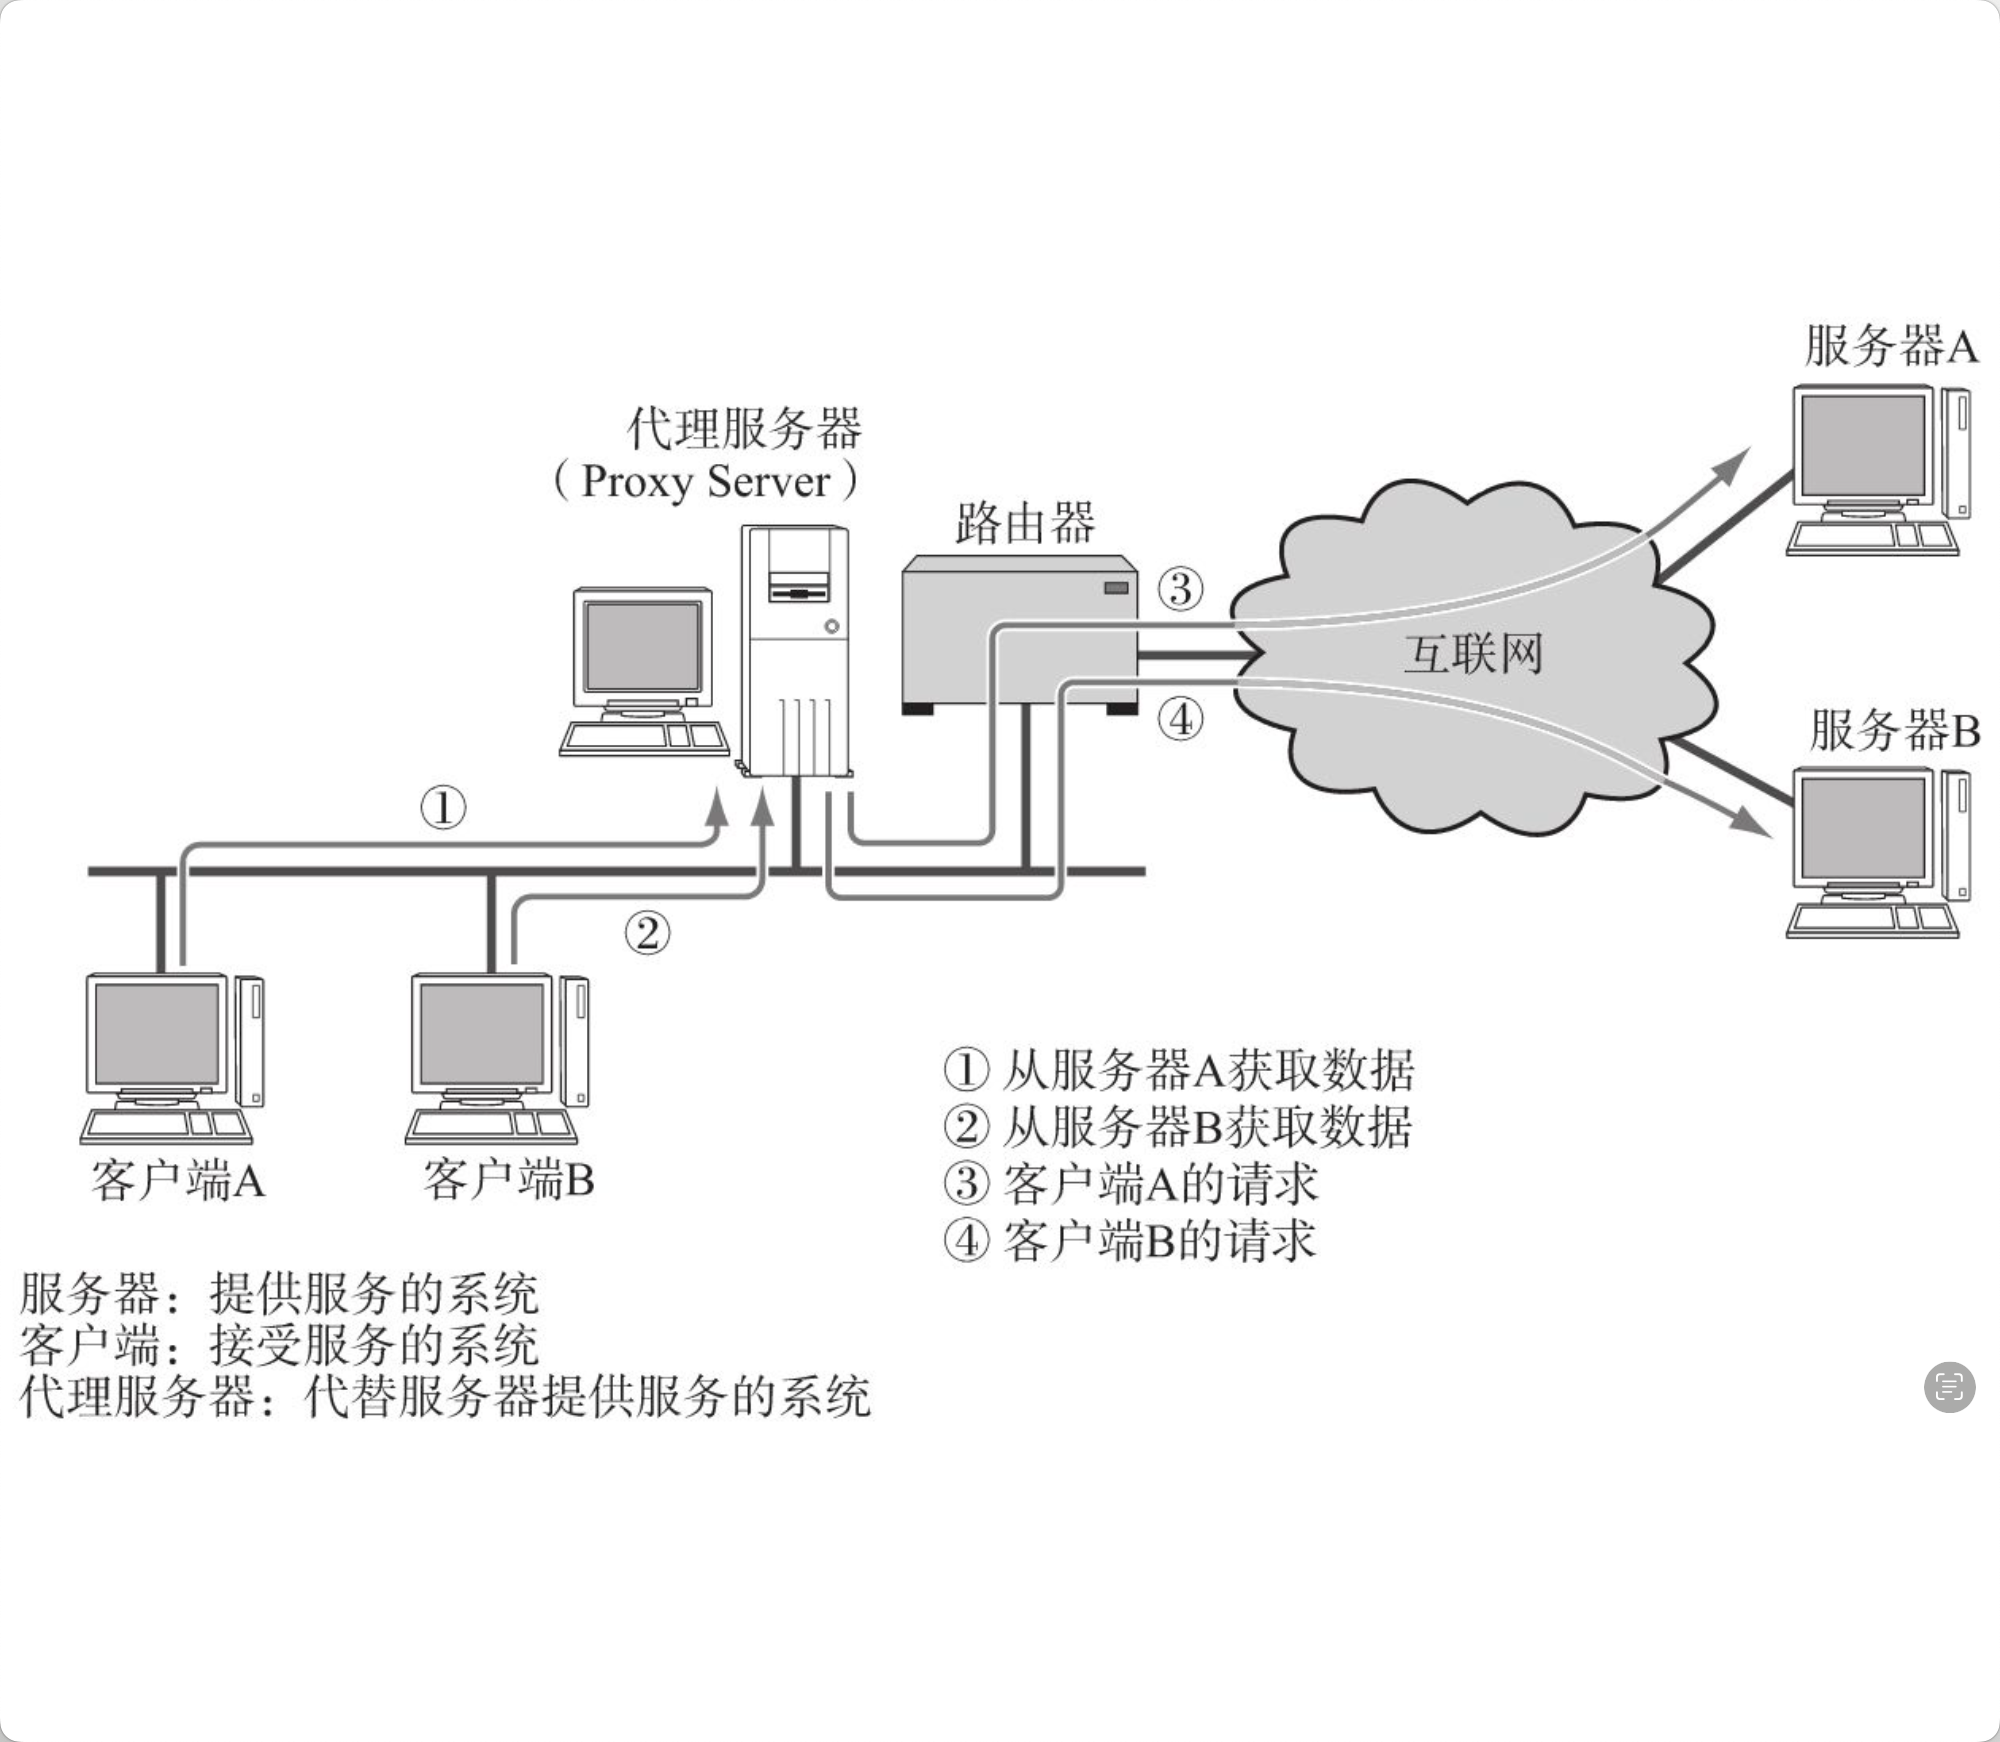 服务器A
代理服务器
（Proxy Server）
路由器
③
互联网
④
服务器B
①
②
客户端A
客户端B
① 从服务器A获取数据
② 从服务器B获取数据
③ 客户端A的请求
④ 客户端B的请求
服务器：提供服务的系统
客户端：接受服务的系统
代理服务器：代替服务器提供服务的系统